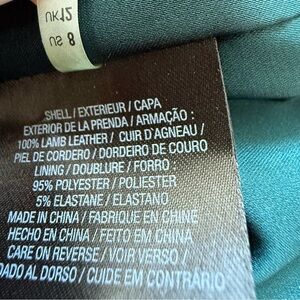 UK12
US 8
SHELL / EXTERIEUR / CAPA
EXTERIOR DE LA PRENDA / ARMAÇÃO :
100% LAMB LEATHER / CUIR D'AGNEAU /
PIEL DE CORDERO / DORDEIRO DE COURO
LINING / DOUBLURE / FORRO :
95% POLYESTER / POLIESTER
5% ELASTANE / ELASTANO
MADE IN CHINA / FABRIQUE EN CHINE
HECHO EN CHINA / FEITO EM CHINA
CARE ON REVERSE / VOIR VERSO /
DADO AL DORSO / CUIDE EM CONTRÁRIO